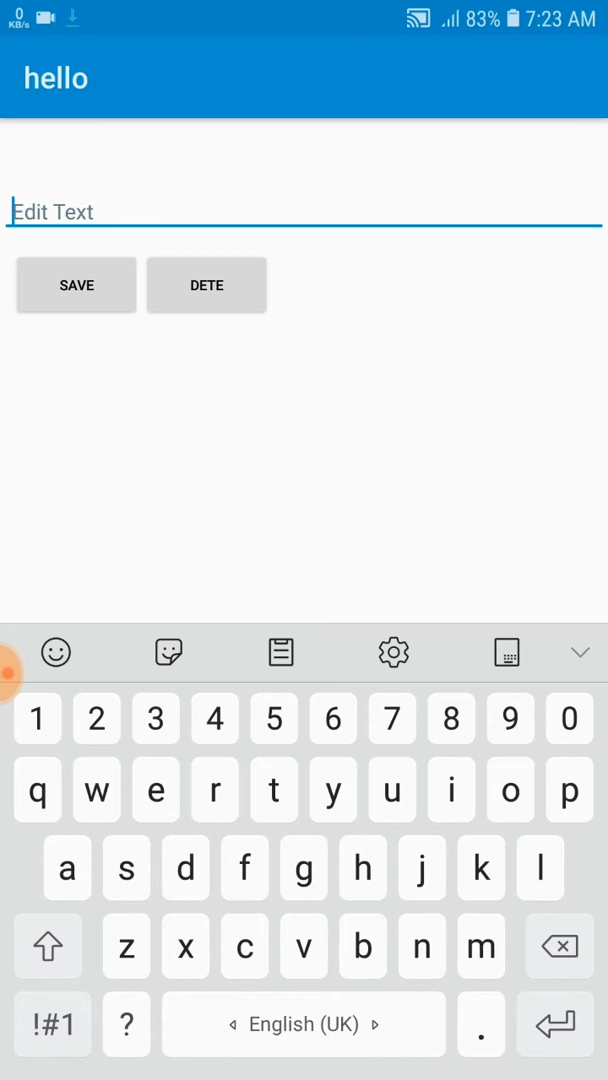 0 KB/s 83% 7:23 AM
hello
Edit Text
SAVE DETE
1 2 3 4 5 6 7 8 9 0
q w e r t y u i o p
a s d f g h j k l
z x c v b n m
!#1 ? English (UK) .